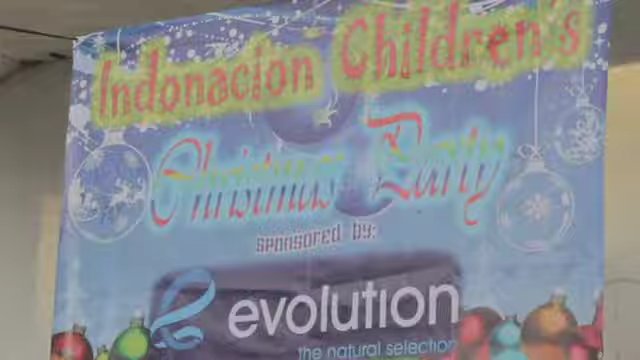 Indonacion Children's
Christmas Party
SPONSORED BY:
evolution
the natural selection